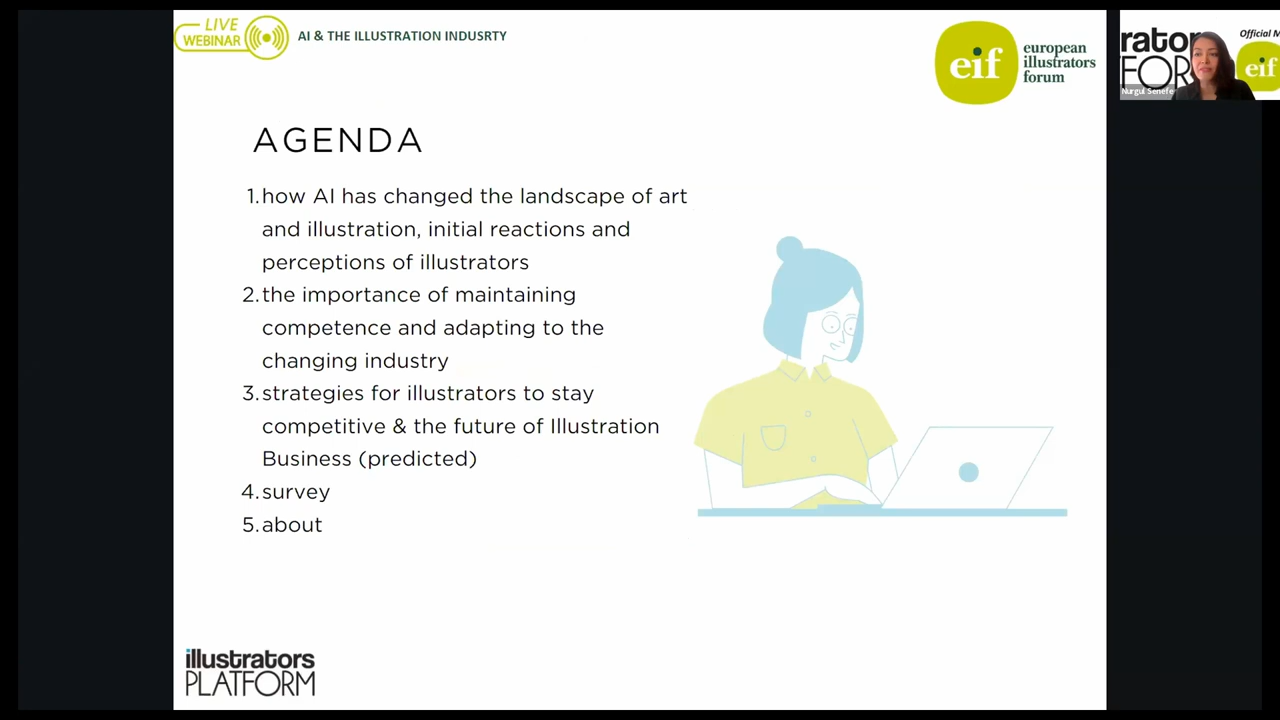 LIVE
WEBINAR
AI & THE ILLUSTRATION INDUSRTY
eif
european
illustrators
forum
AGENDA
1. how AI has changed the landscape of art
and illustration, initial reactions and
perceptions of illustrators
2. the importance of maintaining
competence and adapting to the
changing industry
3. strategies for illustrators to stay
competitive & the future of Illustration
Business (predicted)
4. survey
5. about
illustrators
PLATFORM
Official M
eif
Nurgul Senefe